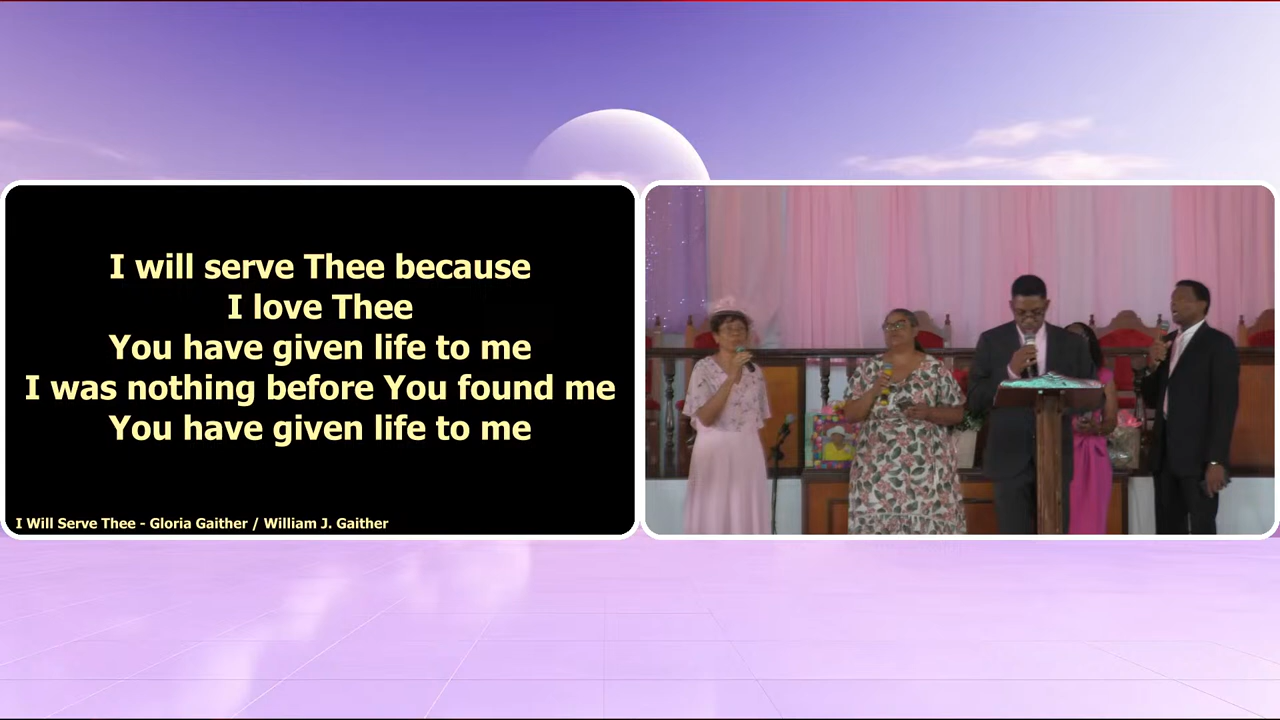 I will serve Thee because
I love Thee
You have given life to me
I was nothing before You found me
You have given life to me
I Will Serve Thee - Gloria Gaither / William J. Gaither